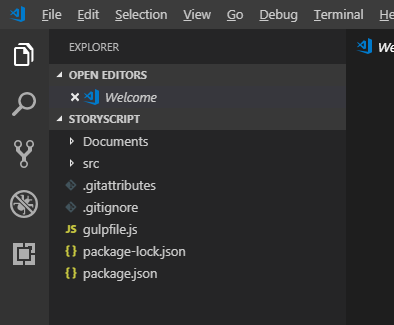 File Edit Selection View Go Debug Terminal
EXPLORER
OPEN EDITORS
Welcome
STORYSCRIPT
Documents
src
.gitattributes
.gitignore
JS gulpfile.js
{ } package-lock.json
{ } package.json